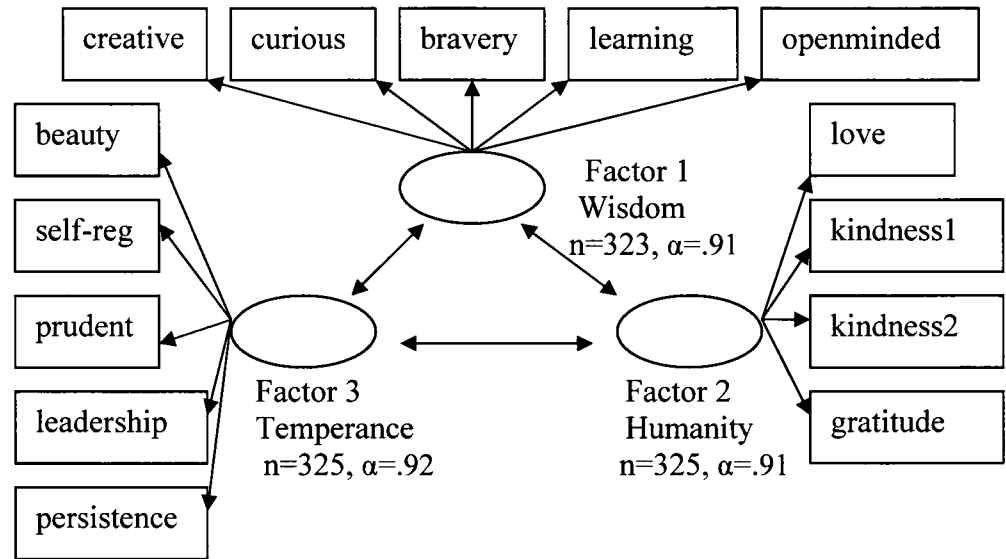 creative
curious
bravery
learning
openminded
beauty
self-reg
prudent
leadership
persistence
Factor 1
Wisdom
n=323, α=.91
love
kindness1
kindness2
gratitude
Factor 3
Temperance
n=325, α=.92
Factor 2
Humanity
n=325, α=.91